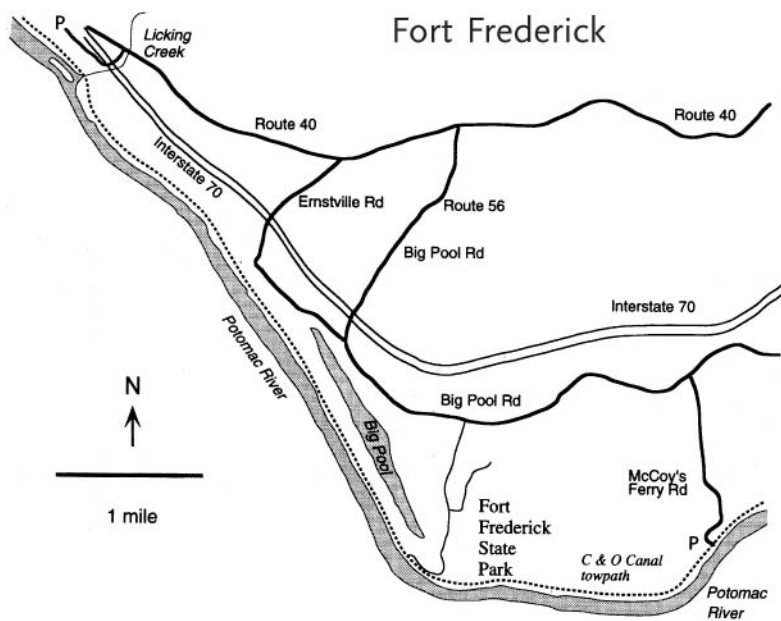 Fort Frederick
P
Licking
Creek
Route 40
Route 40
Interstate 70
Ernstville Rd
Route 56
Big Pool Rd
Interstate 70
Potomac River
N
Big Pool
Big Pool Rd
1 mile
McCoy's
Ferry Rd
Fort
Frederick
State
Park
P
C & O Canal
towpath
Potomac
River